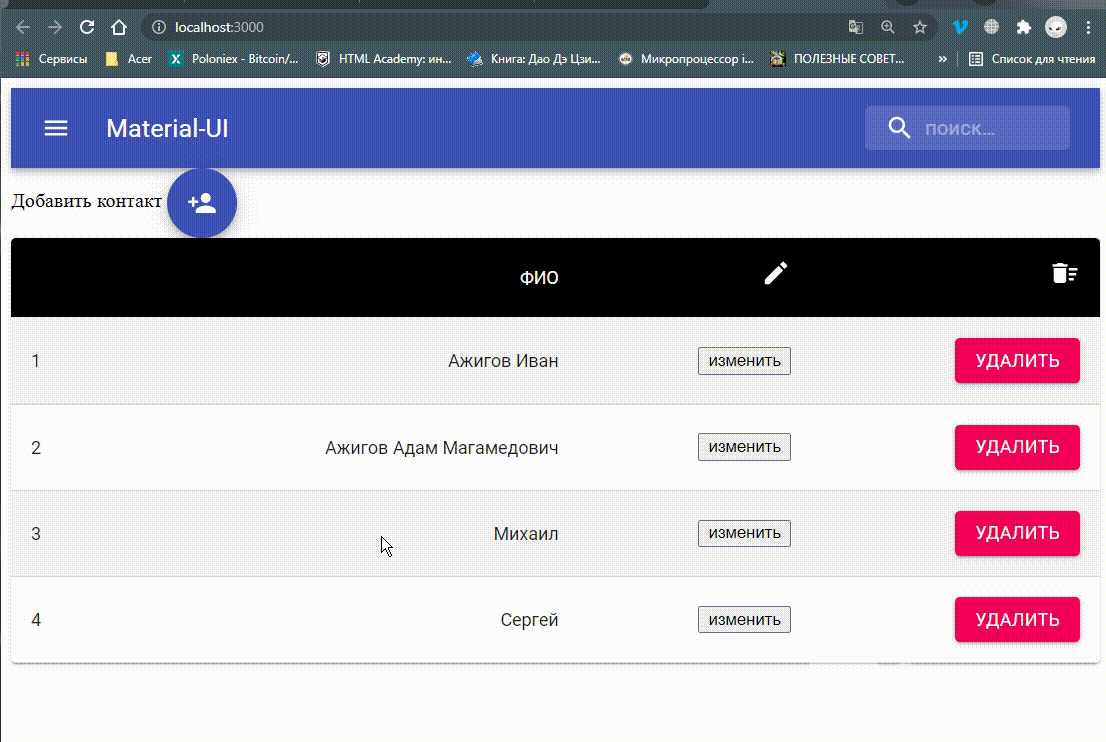 localhost:3000
Сервисы Acer Poloniex - Bitcoin/... HTML Academy: ин... Книга: Дао Дэ Цзи... Микропроцессор i... ПОЛЕЗНЫЕ СОВЕТ... » Список для чтения
Material-UI поиск...
Добавить контакт
ФИО
1 Ажигов Иван изменить УДАЛИТЬ
2 Ажигов Адам Магамедович изменить УДАЛИТЬ
3 Михаил изменить УДАЛИТЬ
4 Сергей изменить УДАЛИТЬ